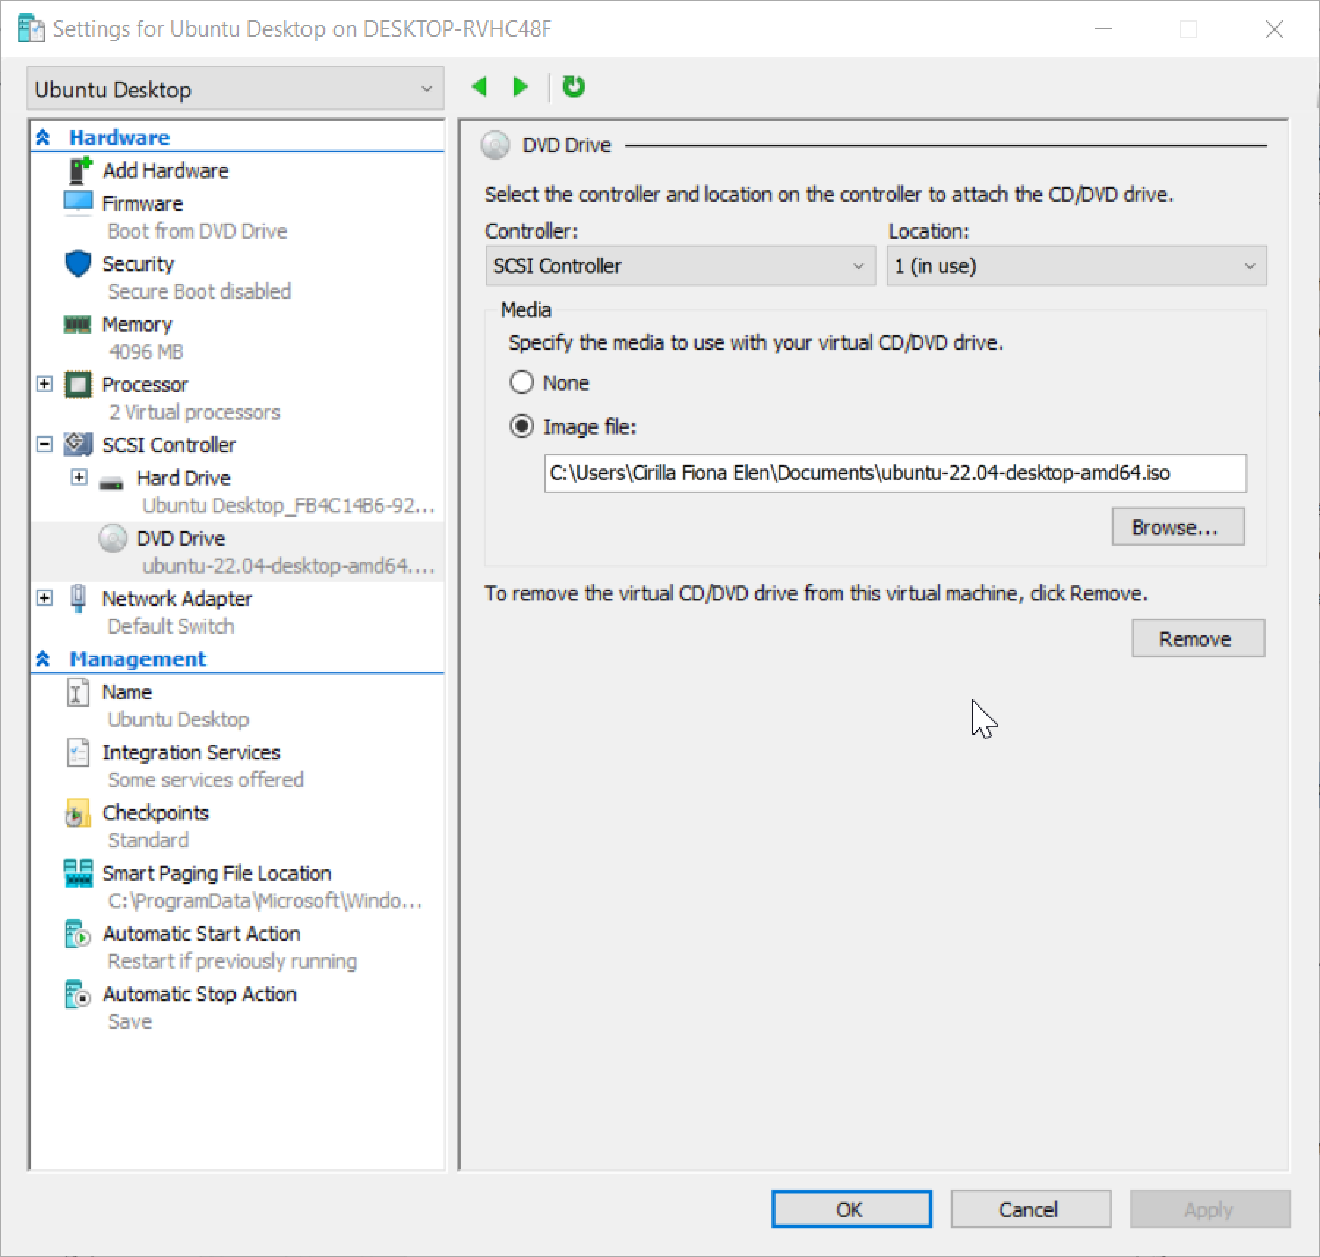 Settings for Ubuntu Desktop on DESKTOP-RVHC48F
Ubuntu Desktop
Hardware
Add Hardware
Firmware
Boot from DVD Drive
Security
Secure Boot disabled
Memory
4096 MB
Processor
2 Virtual processors
SCSI Controller
Hard Drive
Ubuntu Desktop_FB4C14B6-92...
DVD Drive
ubuntu-22.04-desktop-amd64....
Network Adapter
Default Switch
Management
Name
Ubuntu Desktop
Integration Services
Some services offered
Checkpoints
Standard
Smart Paging File Location
C:\ProgramData\Microsoft\Windo...
Automatic Start Action
Restart if previously running
Automatic Stop Action
Save
DVD Drive
Select the controller and location on the controller to attach the CD/DVD drive.
Controller: Location:
SCSI Controller 1 (in use)
Media
Specify the media to use with your virtual CD/DVD drive.
None
Image file:
C:\Users\Cirilla Fiona Elen\Documents\ubuntu-22.04-desktop-amd64.iso
Browse...
To remove the virtual CD/DVD drive from this virtual machine, click Remove.
Remove
OK Cancel Apply